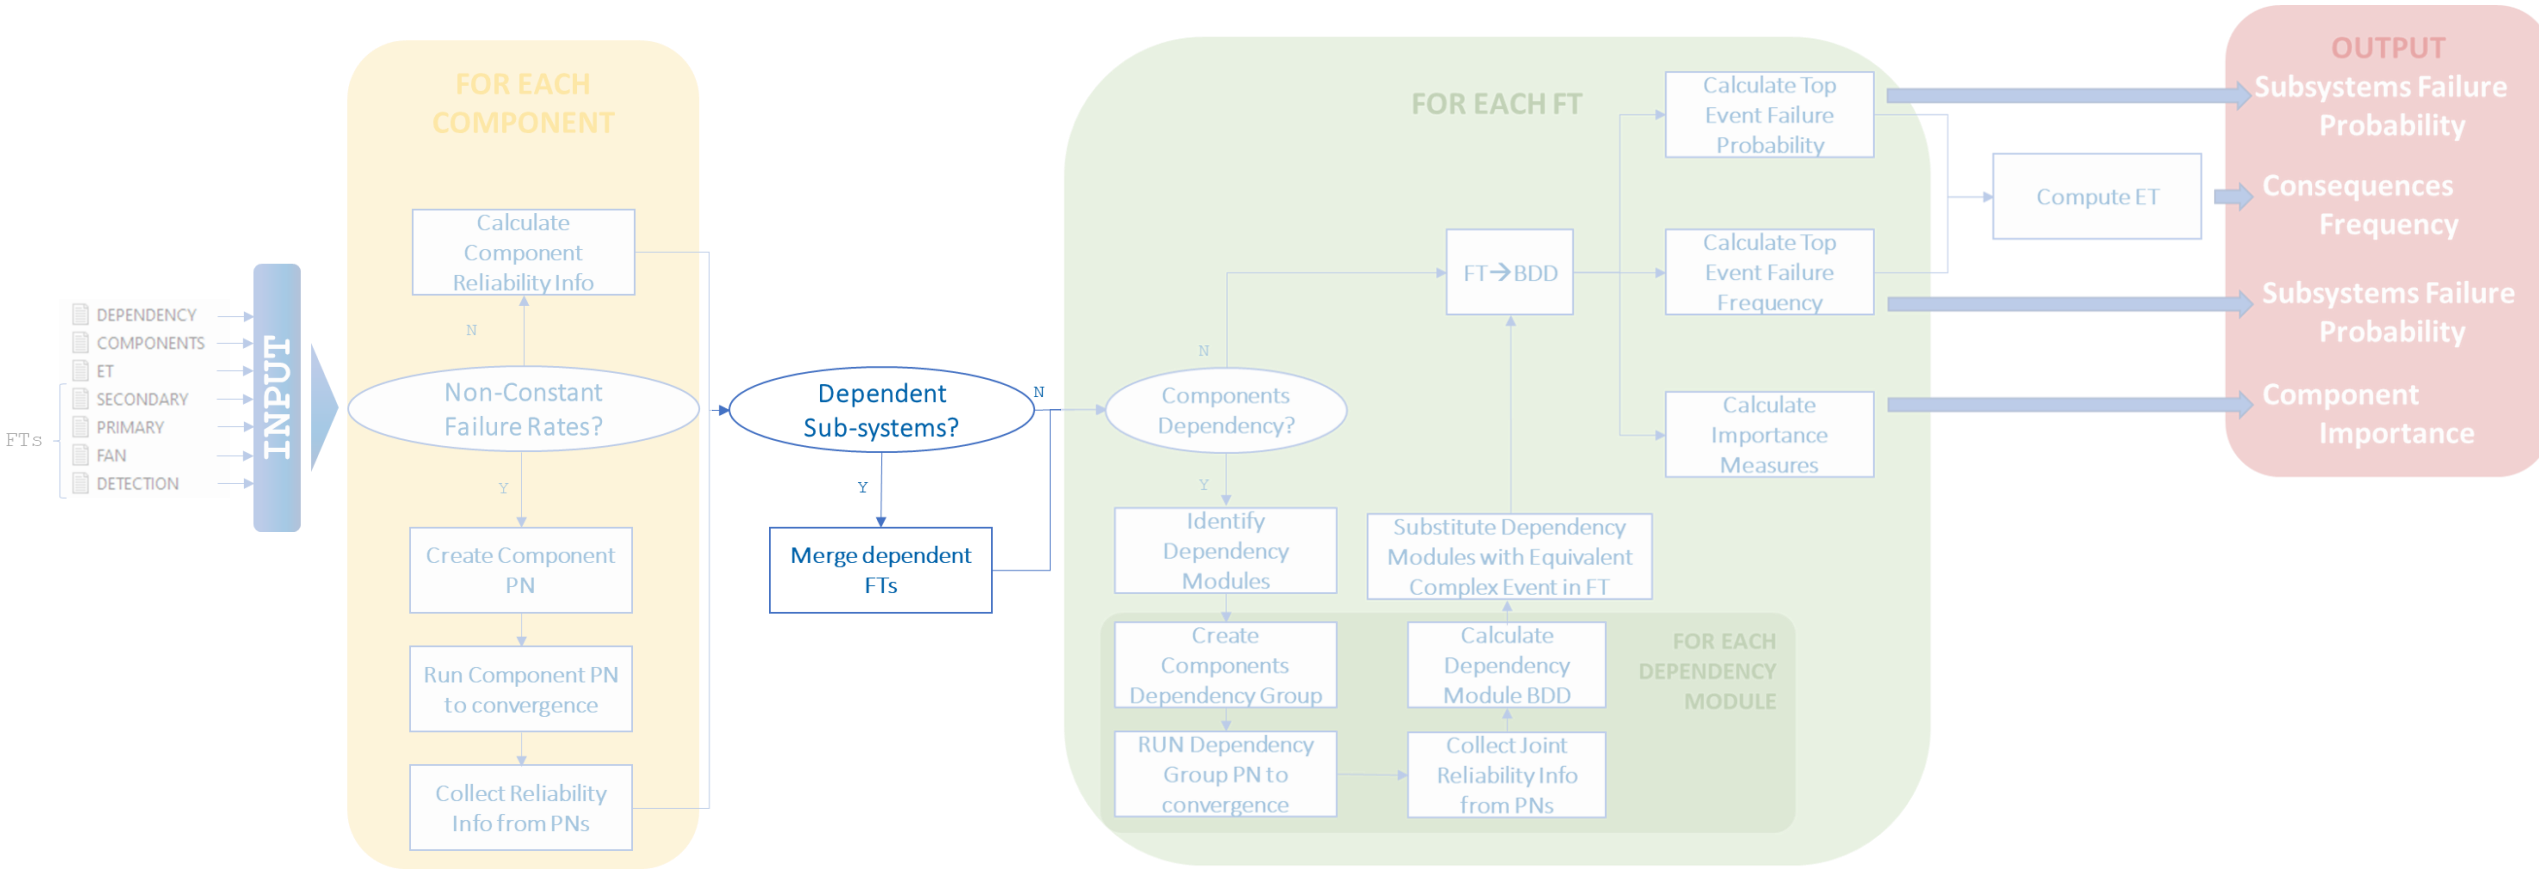 DEPENDENCY
COMPONENTS
ET
SECONDARY
PRIMARY
FAN
DETECTION
FTs
INPUT
FOR EACH
COMPONENT
Calculate
Component
Reliability Info
N
Non-Constant
Failure Rates?
Y
Create Component
PN
Run Component PN
to convergence
Collect Reliability
Info from PNs
Dependent
Sub-systems?
N
Y
Merge dependent
FTs
FOR EACH FT
N
Components
Dependency?
Y
Identify
Dependency
Modules
Create
Components
Dependency Group
RUN Dependency
Group PN to
convergence
Collect Joint
Reliability Info
from PNs
Calculate
Dependency
Module BDD
FOR EACH
DEPENDENCY
MODULE
Substitute Dependency
Modules with Equivalent
Complex Event in FT
FT→BDD
Calculate Top
Event Failure
Probability
Calculate Top
Event Failure
Frequency
Calculate
Importance
Measures
Compute ET
OUTPUT
Subsystems Failure
Probability
Consequences
Frequency
Subsystems Failure
Probability
Component
Importance